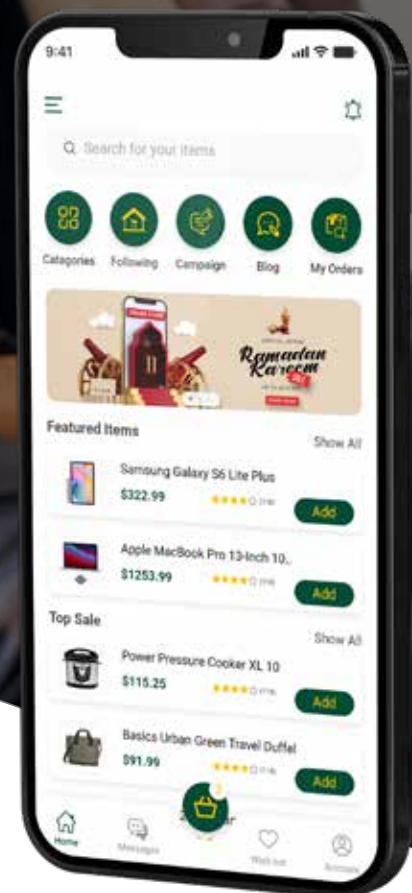 9:41
Search for your items
Catagories Following Campaign Blog My Orders
Ramadan
Kareem
Featured Items
Show All
Samsung Galaxy S6 Lite Plus
$322.99
Add
Apple MacBook Pro 13-Inch 10..
$1253.99
Add
Top Sale
Show All
Power Pressure Cooker XL 10
$115.25
Add
Basics Urban Green Travel Duffel
$91.99
Add
Home
Messages
Wish list
Account